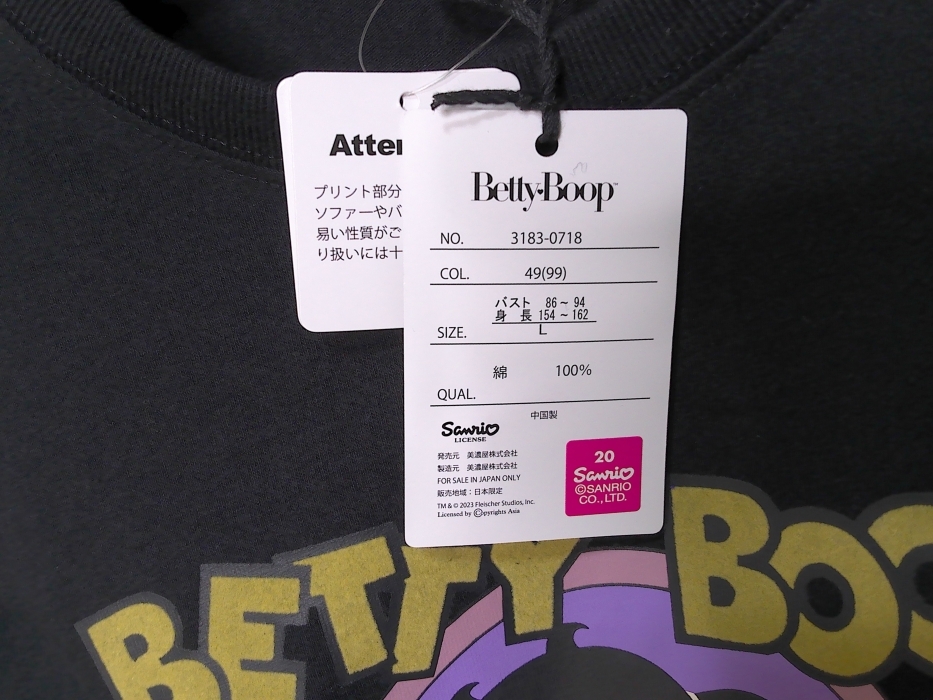 Atten
プリント部分
ソファーやバ
易い性質がご
り扱いには十
Betty Boop™
NO. 3183-0718
COL. 49(99)
バスト 86～94
身長 154～162
SIZE. L
綿 100%
QUAL.
中国製
Sanrio
LICENSE
発売元 美濃屋株式会社
製造元 美濃屋株式会社
FOR SALE IN JAPAN ONLY
販売地域：日本限定
TM & © 2023 Fleischer Studios, Inc.
Licensed by ©opyrights Asia
20
Sanrio
©SANRIO
CO.,LTD.
BETTY BOO